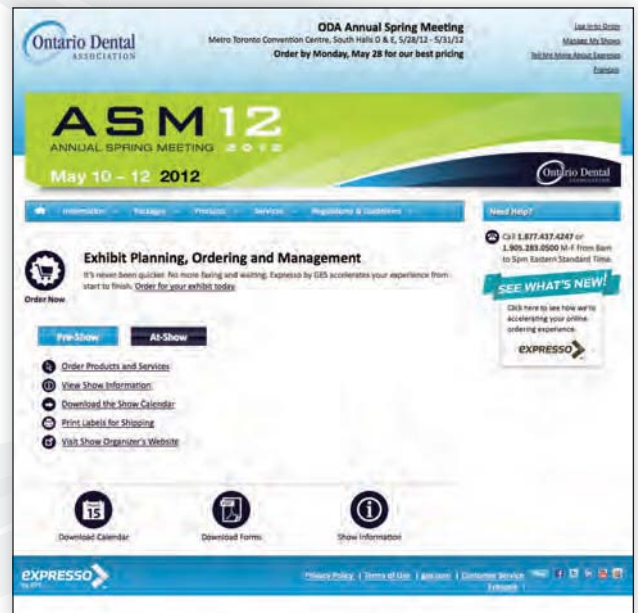 Ontario Dental
ASSOCIATION
ODA Annual Spring Meeting
Metro Toronto Convention Centre, South Halls D & E, 5/28/12 - 5/31/12
Order by Monday, May 28 for our best pricing
Log In to Order
Manage My Shows
Tell Me More About Expresso
Français
ASM12
ANNUAL SPRING MEETING 2012
May 10 – 12 2012
Ontario Dental
ASSOCIATION
Information
Packages
Products
Services
Regulations & Guidelines
Need Help?
Call 1.877.437.4247 or
1.905.283.0500 M-F from 8am
to 5pm Eastern Standard Time.
Order Now
Exhibit Planning, Ordering and Management
It's never been quicker. No more faxing and waiting. Expresso by GES accelerates your experience from
start to finish. Order for your exhibit today.
SEE WHAT'S NEW!
Click here to see how we're
accelerating your online
ordering experience.
EXPRESSO
Pre-Show
At-Show
Order Products and Services
View Show Information
Download the Show Calendar
Print Labels for Shipping
Visit Show Organizer's Website
15
Download Calendar
Download Forms
Show Information
EXPRESSO
by GES
Privacy Policy | Terms of Use | ges.com | Customer Service
Français |